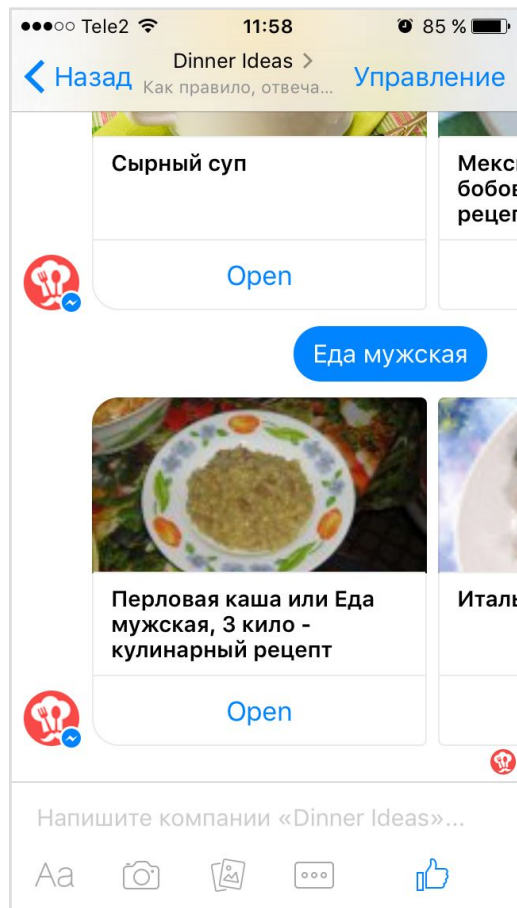 Tele2
11:58
85 %
Назад
Dinner Ideas
Как правило, отвеча...
Управление
Сырный суп
Open
Еда мужская
Перловая каша или Еда
мужская, 3 кило -
кулинарный рецепт
Open
Напишите компании «Dinner Ideas»...
Aa